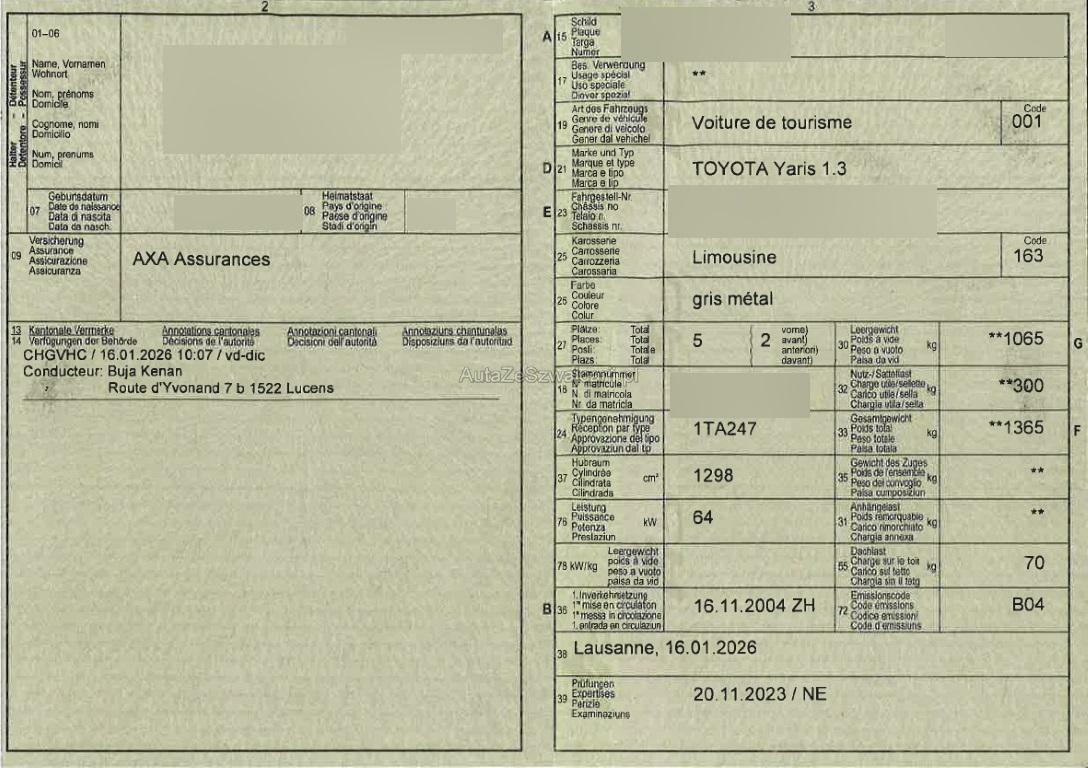 2
01-06
Halter - Détenteur
Detentore - Possessur
Name, Vornamen
Wohnort
Nom, prénoms
Domicile
Cognome, nomi
Domicilio
Num, prenums
Domicil
07
Geburtsdatum
Date de naissance
Data di nascita
Data da nasch.
08
Heimatstaat
Pays d'origine
Paese d'origine
Stadi d'origin
09
Versicherung
Assurance
Assicurazione
Assicuranza
AXA Assurances
13 Kantonale Vermerke Annotations cantonales Annotazioni cantonali Annotaziuns chantunalas
14 Verfügungen der Behörde Décisions de l'autorité Decisioni dell'autorità Disposiziuns da l'autoritad
CHGVHC / 16.01.2026 10:07 / vd-dic
Conducteur: Buja Kenan
Route d'Yvonand 7 b 1522 Lucens
3
A 15
Schild
Plaque
Targa
Numer
17
Bes. Verwendung
Usage spécial
Uso speciale
Diever spezial
**
19
Art des Fahrzeugs
Genre de véhicule
Genere di veicolo
Gener dal vehichel
Voiture de tourisme
Code
001
D 21
Marke und Typ
Marque et type
Marca e tipo
Marca e tip
TOYOTA Yaris 1.3
E 23
Fahrgestell-Nr.
Châssis no
Telaio n.
Schassis nr.
25
Karosserie
Carrosserie
Carrozzeria
Carossaria
Limousine
Code
163
26
Farbe
Couleur
Colore
Colur
gris métal
27
Plätze: Total
Places: Total
Posti: Totale
Plazs: Total
5
2
vorne)
avant)
anteriori)
davant)
30
Leergewicht
Poids à vide
Peso a vuoto
Paisa da vid
kg
**1065
G
18
Stammnummer
N° matricule
N. di matricola
Nr. da matricla
32
Nutz-/Sattellast
Charge utile/sellette
Carico utile/sella
Chargia utila/sella
kg
**300
24
Typengenehmigung
Réception par type
Approvazione del tipo
Approvaziun dal tip
1TA247
33
Gesamtgewicht
Poids total
Peso totale
Paisa totala
kg
**1365
F
37
Hubraum
Cylindrée
Cilindrata
Cilindrada
cm³
1298
35
Gewicht des Zuges
Poids de l'ensemble
Peso del convoglio
Paisa cumposiziun
kg
**
76
Leistung
Puissance
Potenza
Prestaziun
kW
64
31
Anhängelast
Poids remorquable
Carico rimorchiato
Chargia annexa
kg
**
78 kW/kg
Leergewicht
poids à vide
peso a vuoto
paisa da vid
55
Dachlast
Charge sur le toit
Carico sul tetto
Chargia sin il tetg
kg
70
B 36
1. Inverkehrsetzung
1re mise en circulation
1a messa in circolazione
1. entrada en circulaziun
16.11.2004 ZH
72
Emissionscode
Code émissions
Codice emissioni
Code d'emissiuns
B04
38 Lausanne, 16.01.2026
39
Prüfungen
Expertises
Perizie
Examinaziuns
20.11.2023 / NE